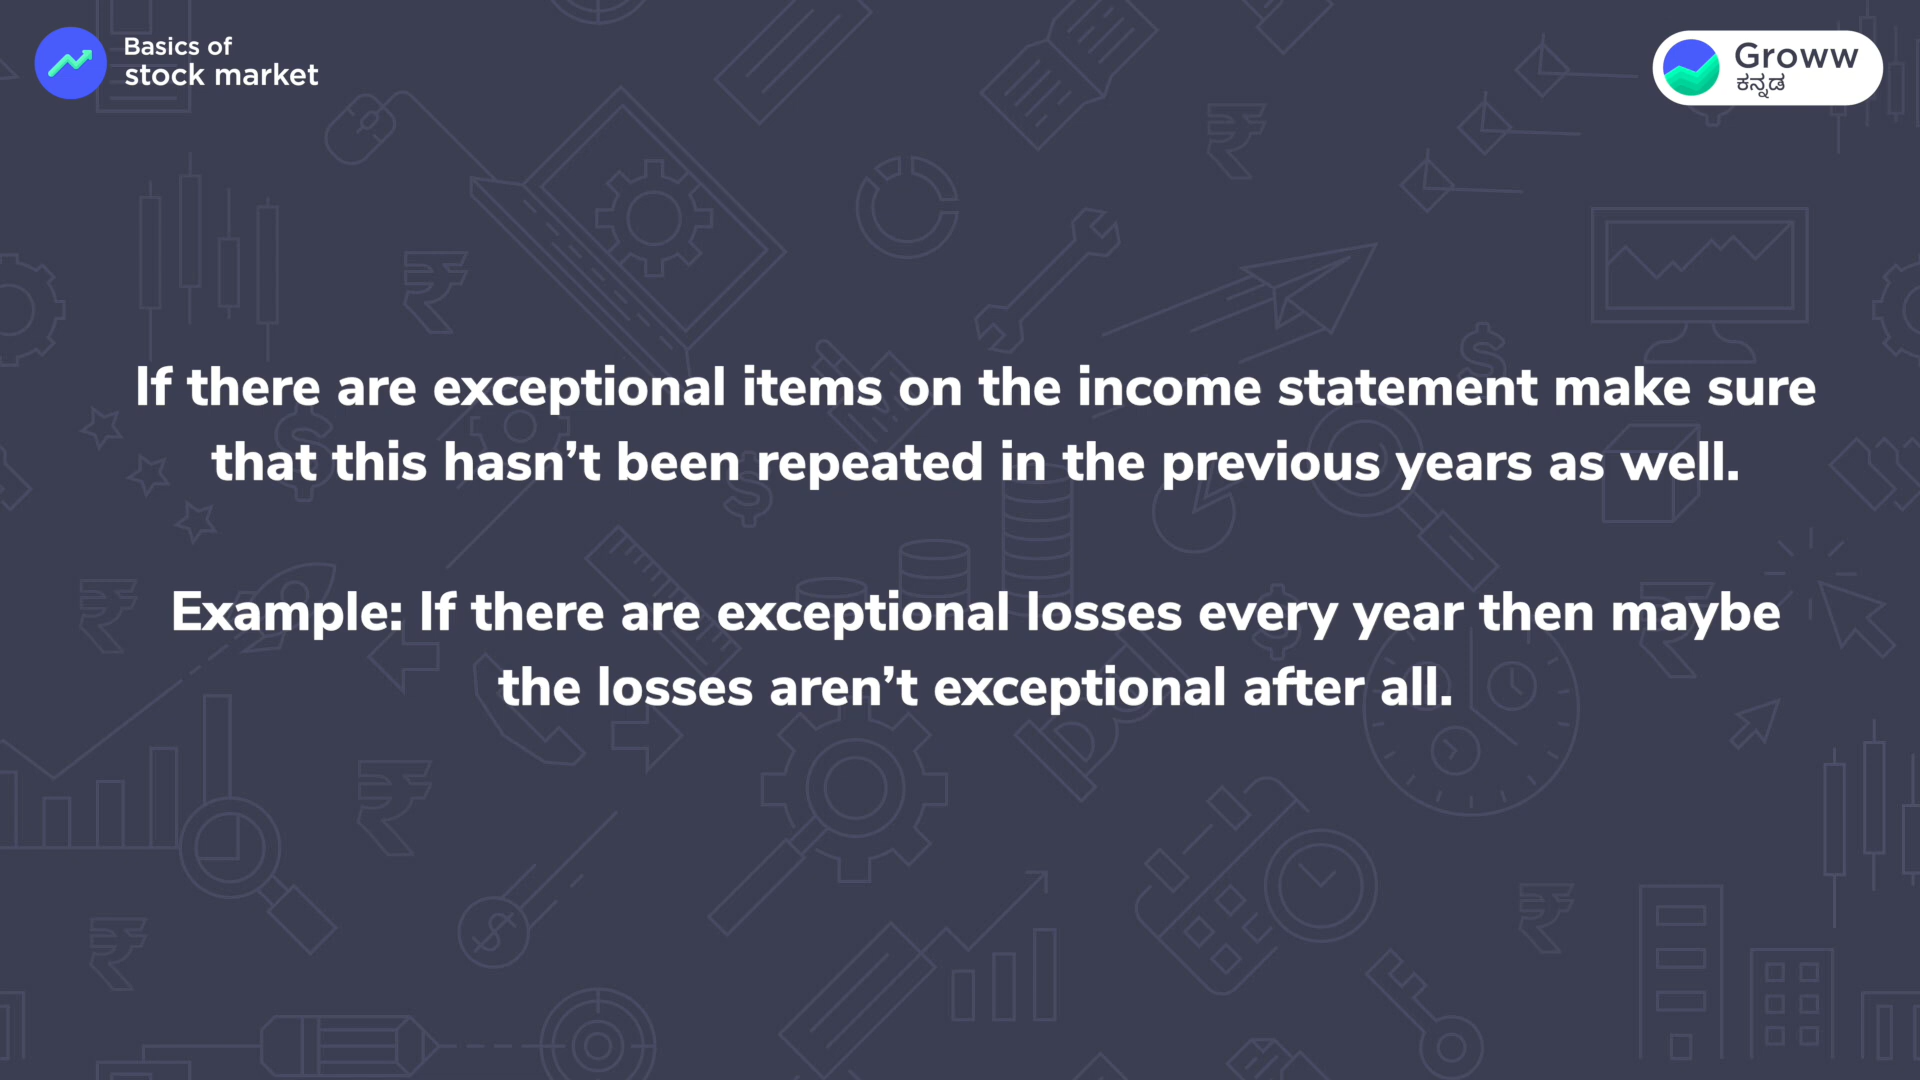 Basics of
stock market
Groww
ಕನ್ನಡ
If there are exceptional items on the income statement make sure
that this hasn’t been repeated in the previous years as well.
Example: If there are exceptional losses every year then maybe
the losses aren’t exceptional after all.